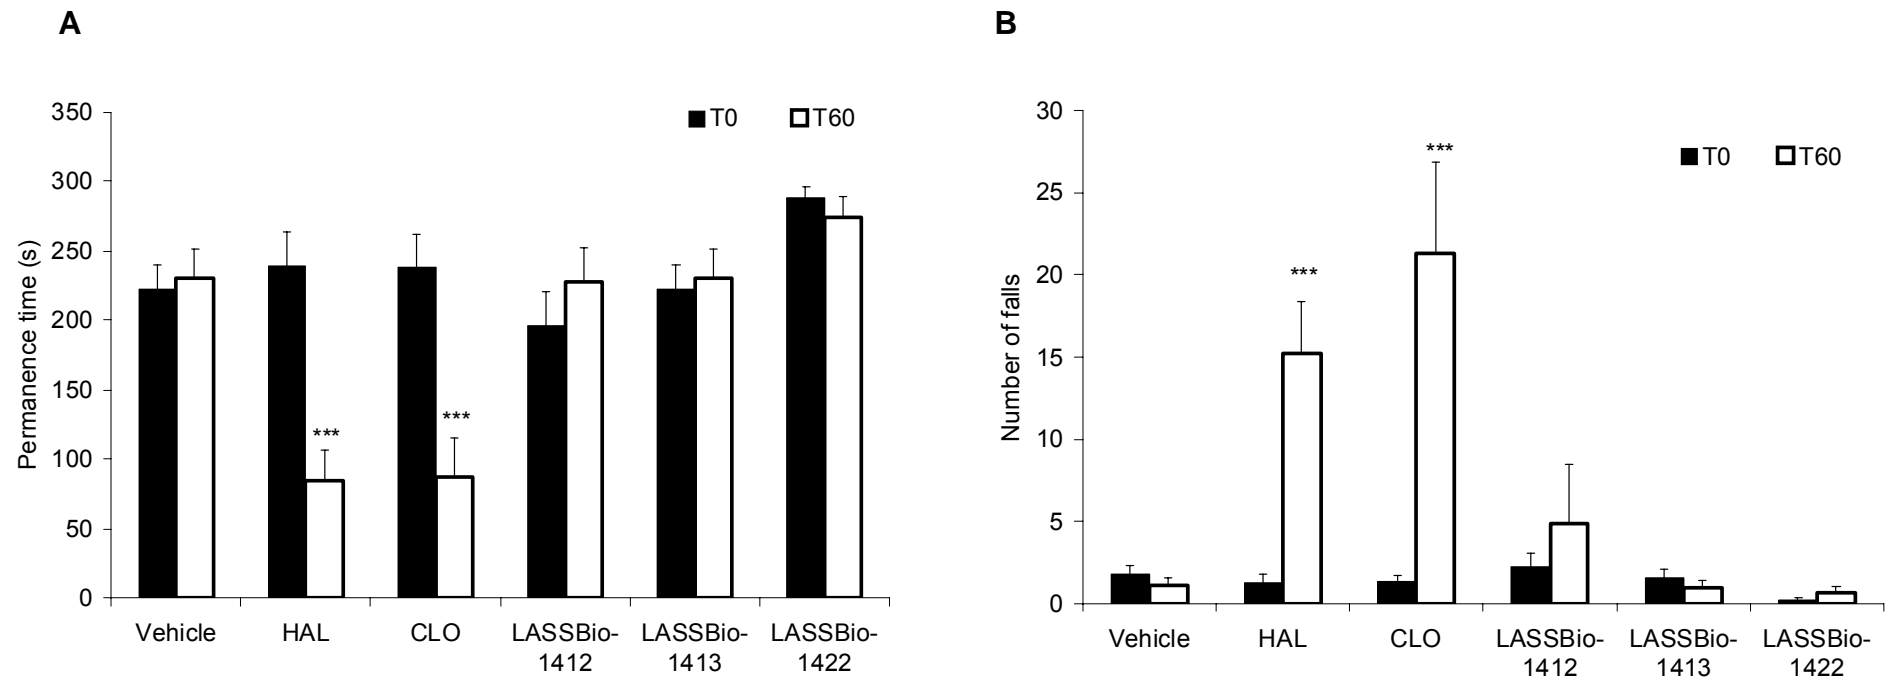 A
350
300
250
200
150
100
50
0
Permanence time (s)
T0
T60
***
***
Vehicle
HAL
CLO
LASSBio-
1412
LASSBio-
1413
LASSBio-
1422
B
30
25
20
15
10
5
0
Number of falls
T0
T60
***
***
Vehicle
HAL
CLO
LASSBio-
1412
LASSBio-
1413
LASSBio-
1422